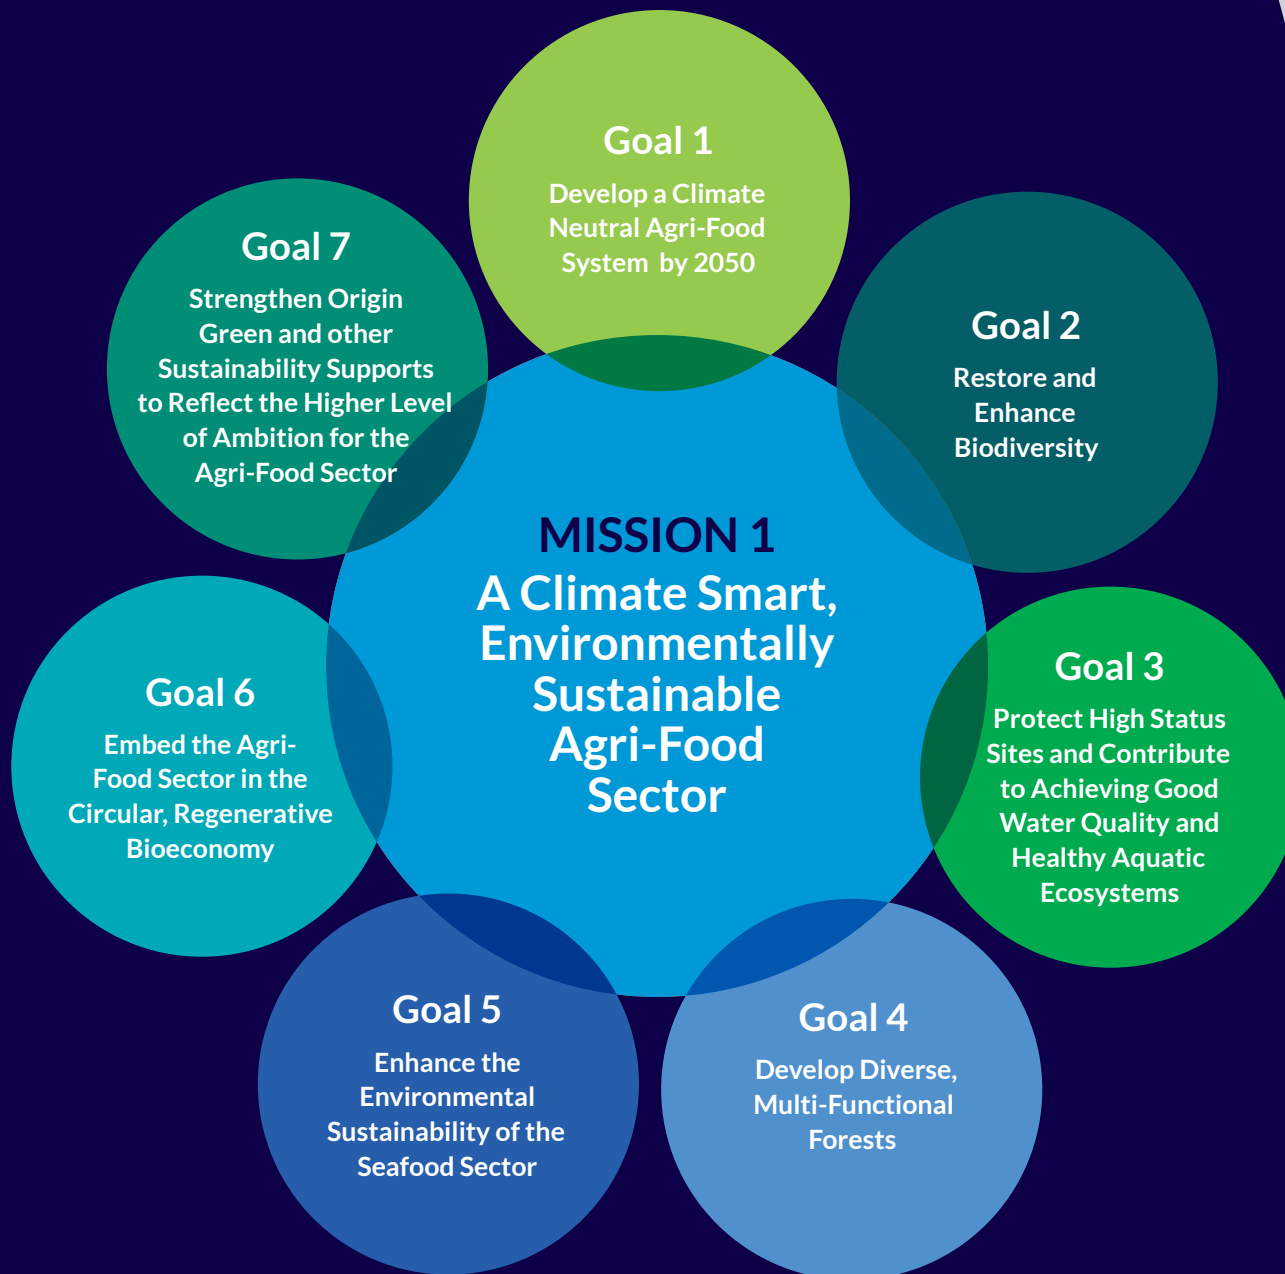 Goal 1
Develop a Climate
Neutral Agri-Food
System by 2050
Goal 2
Restore and
Enhance
Biodiversity
Goal 3
Protect High Status
Sites and Contribute
to Achieving Good
Water Quality and
Healthy Aquatic
Ecosystems
Goal 4
Develop Diverse,
Multi-Functional
Forests
Goal 5
Enhance the
Environmental
Sustainability of the
Seafood Sector
Goal 6
Embed the Agri-
Food Sector in the
Circular, Regenerative
Bioeconomy
Goal 7
Strengthen Origin
Green and other
Sustainability Supports
to Reflect the Higher Level
of Ambition for the
Agri-Food Sector
MISSION 1
A Climate Smart,
Environmentally
Sustainable
Agri-Food
Sector